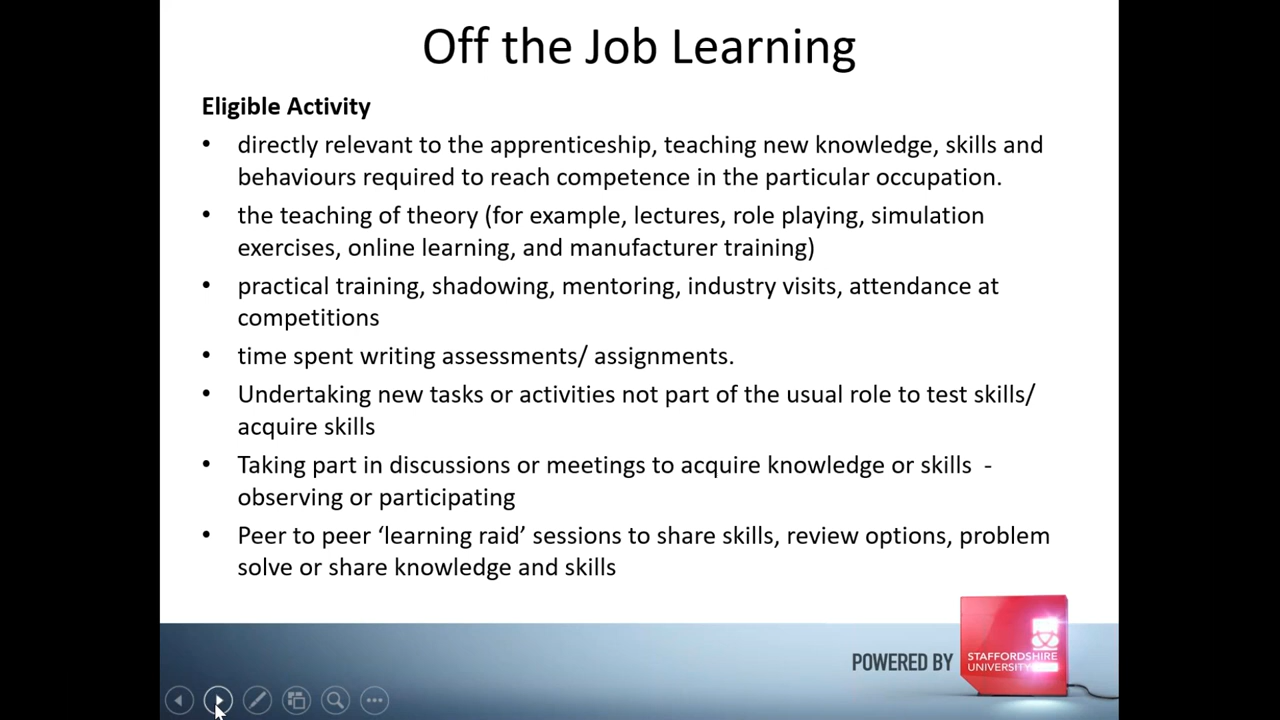 Off the Job Learning
Eligible Activity
• directly relevant to the apprenticeship, teaching new knowledge, skills and
behaviours required to reach competence in the particular occupation.
• the teaching of theory (for example, lectures, role playing, simulation
exercises, online learning, and manufacturer training)
• practical training, shadowing, mentoring, industry visits, attendance at
competitions
• time spent writing assessments/ assignments.
• Undertaking new tasks or activities not part of the usual role to test skills/
acquire skills
• Taking part in discussions or meetings to acquire knowledge or skills  -
observing or participating
• Peer to peer ‘learning raid’ sessions to share skills, review options, problem
solve or share knowledge and skills
POWERED BY
STAFFORDSHIRE
UNIVERSITY